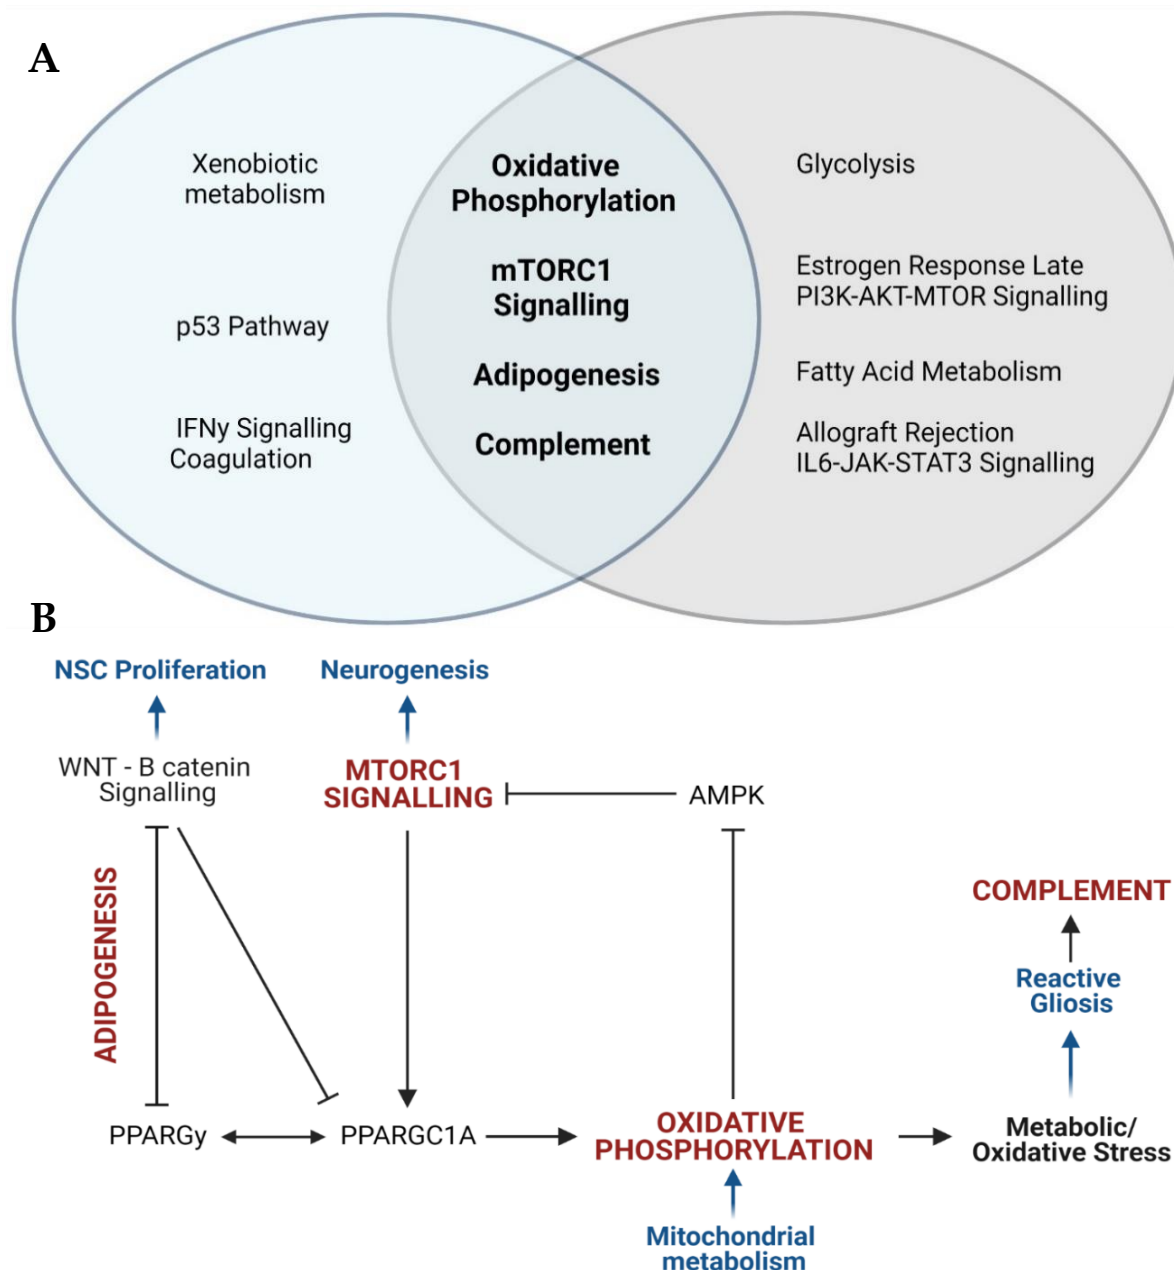 A
Xenobiotic
metabolism
p53 Pathway
IFNy Signalling
Coagulation
Oxidative
Phosphorylation
mTORC1
Signalling
Adipogenesis
Complement
Glycolysis
Estrogen Response Late
PI3K-AKT-MTOR Signalling
Fatty Acid Metabolism
Allograft Rejection
IL6-JAK-STAT3 Signalling
B
NSC Proliferation
Neurogenesis
WNT - B catenin
Signalling
MTORC1
SIGNALLING
AMPK
ADIPOGENESIS
COMPLEMENT
Reactive
Gliosis
PPARGy
PPARGC1A
OXIDATIVE
PHOSPHORYLATION
Metabolic/
Oxidative Stress
Mitochondrial
metabolism